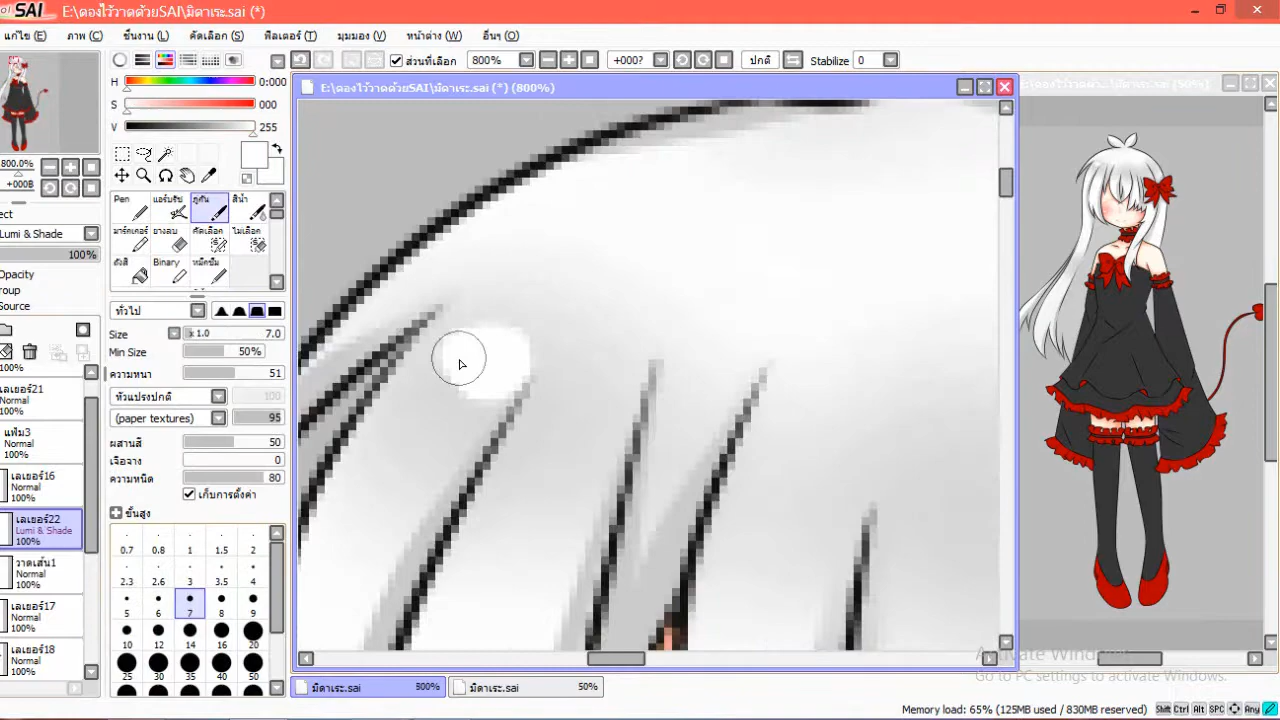 SAI E:\ดองไว้วาดด้วยSAI\มิดาเระ.sai (*)
แก้ไข (E) ภาพ (C) ชิ้นงาน (L) คัดเลือก (S) ฟิลเตอร์ (T) มุมมอง (V) หน้าต่าง (W) อื่นๆ (O)
ส่วนที่เลือก 800% +000? ปกติ Stabilize 0
H 0:000
S 000
V 255
E:\ดองไว้วาดด้วยSAI\มิดาเระ.sai (*) (800%)
800.0%
+000B
Pen แอร์บรัช พู่กัน สีน้ำ
มาร์คเกอร์ ยางลบ คัดเลือก ไม่เลือก
ถังสี Binary หมึกซึม
ect
Lumi & Shade
100%
Opacity
roup
Source
ทั่วไป
Size x 1.0 7.0
Min Size 50%
ความหนา 51
หัวแปรงปกติ 100
(paper textures) 95
ผสานสี 50
เจือจาง 0
ความหนืด 80
เก็บการตั้งค่า
ขั้นสูง
0.7 0.8 1 1.5 2
2.3 2.6 3 3.5 4
5 6 7 8 9
10 12 14 16 20
25 30 35 40 50
100%
เลเยอร์21
Normal
100%
แฟ้ม3
Normal
100%
เลเยอร์16
Normal
100%
เลเยอร์22
Lumi & Shade
100%
วาดเส้น1
Normal
100%
เลเยอร์17
Normal
100%
เลเยอร์18
Normal
100%
มิดาเระ.sai 800% มิดาเระ.sai 50%
Activate Windows
Go to PC settings to activate Windows.
Memory load: 65% (125MB used / 830MB reserved) Shift Ctrl Alt SPC Any